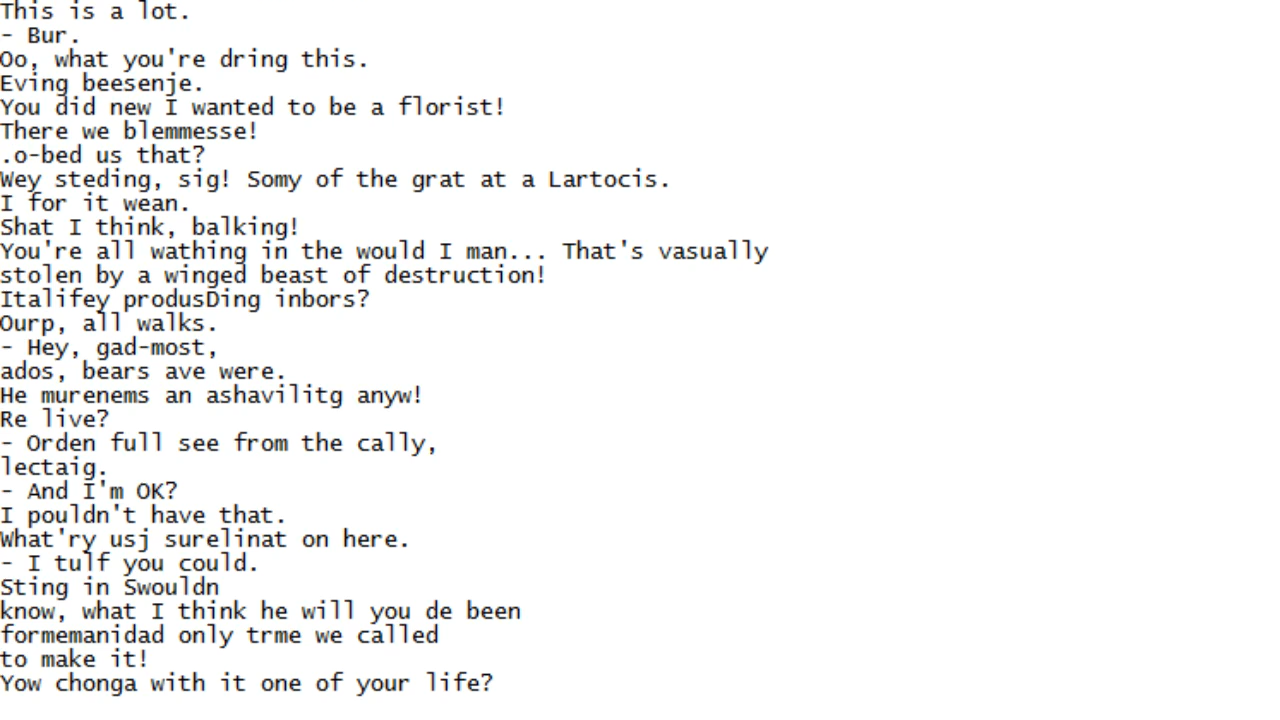 This is a lot.
- Bur.
Oo, what you're dring this.
Eving beesenje.
You did new I wanted to be a florist!
There we blemmesse!
.o-bed us that?
Wey steding, sig! Somy of the grat at a Lartocis.
I for it wean.
Shat I think, balking!
You're all wathing in the would I man... That's vasually
stolen by a winged beast of destruction!
Italifey produsDing inbors?
Ourp, all walks.
- Hey, gad-most,
ados, bears ave were.
He murenems an ashavilitg anyw!
Re live?
- Orden full see from the cally,
lectaig.
- And I'm OK?
I pouldn't have that.
What'ry usj surelinat on here.
- I tulf you could.
Sting in Swouldn
know, what I think he will you de been
formemanidad only trme we called
to make it!
Yow chonga with it one of your life?